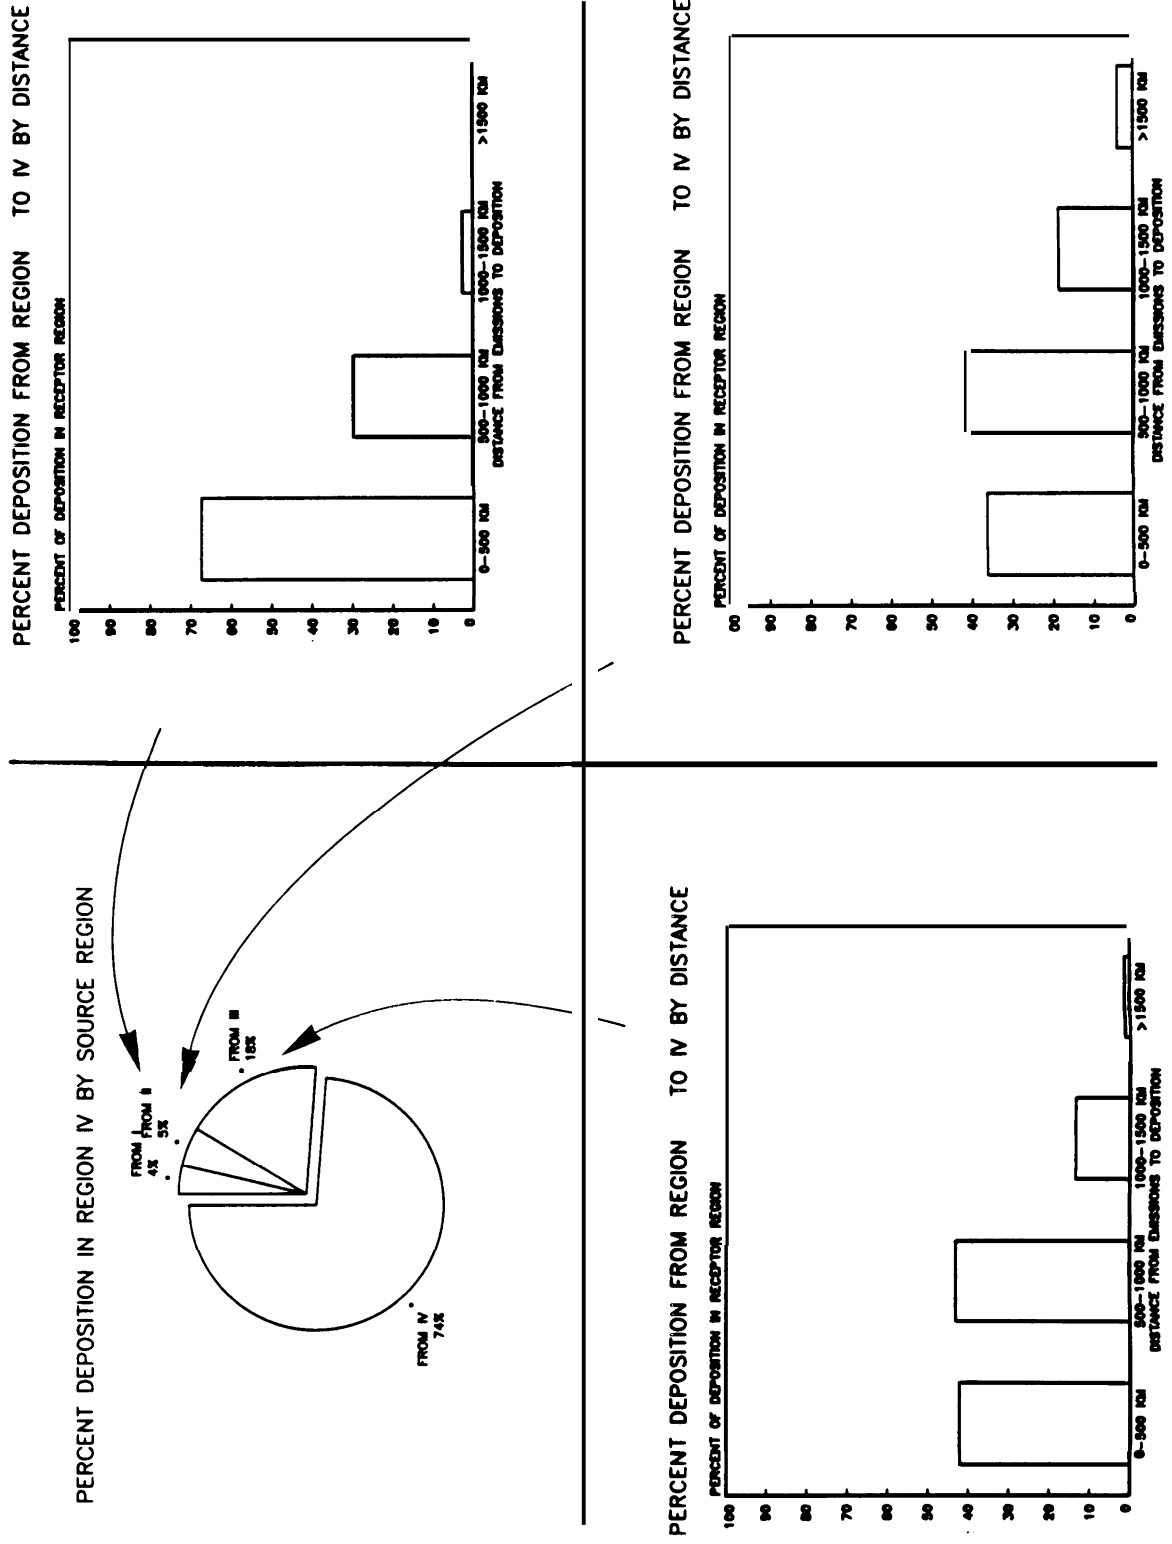 PERCENT DEPOSITION IN REGION IV BY SOURCE REGION
FROM I
4%
FROM II
5%
FROM III
18%
FROM IV
74%
PERCENT DEPOSITION FROM REGION TO IV BY DISTANCE
PERCENT OF DEPOSITION IN RECEPTOR REGION
100
90
80
70
60
50
40
30
20
10
0
0-500 KM 500-1000 KM 1000-1500 KM >1500 KM
DISTANCE FROM EMISSIONS TO DEPOSITION
PERCENT DEPOSITION FROM REGION TO IV BY DISTANCE
PERCENT OF DEPOSITION IN RECEPTOR REGION
100
90
80
70
60
50
40
30
20
10
0
0-500 KM 500-1000 KM 1000-1500 KM >1500 KM
DISTANCE FROM EMISSIONS TO DEPOSITION
PERCENT DEPOSITION FROM REGION TO IV BY DISTANCE
PERCENT OF DEPOSITION IN RECEPTOR REGION
00
90
80
70
60
50
40
30
20
10
0
0-500 KM 500-1000 KM 1000-1500 KM >1500 KM
DISTANCE FROM EMISSIONS TO DEPOSITION